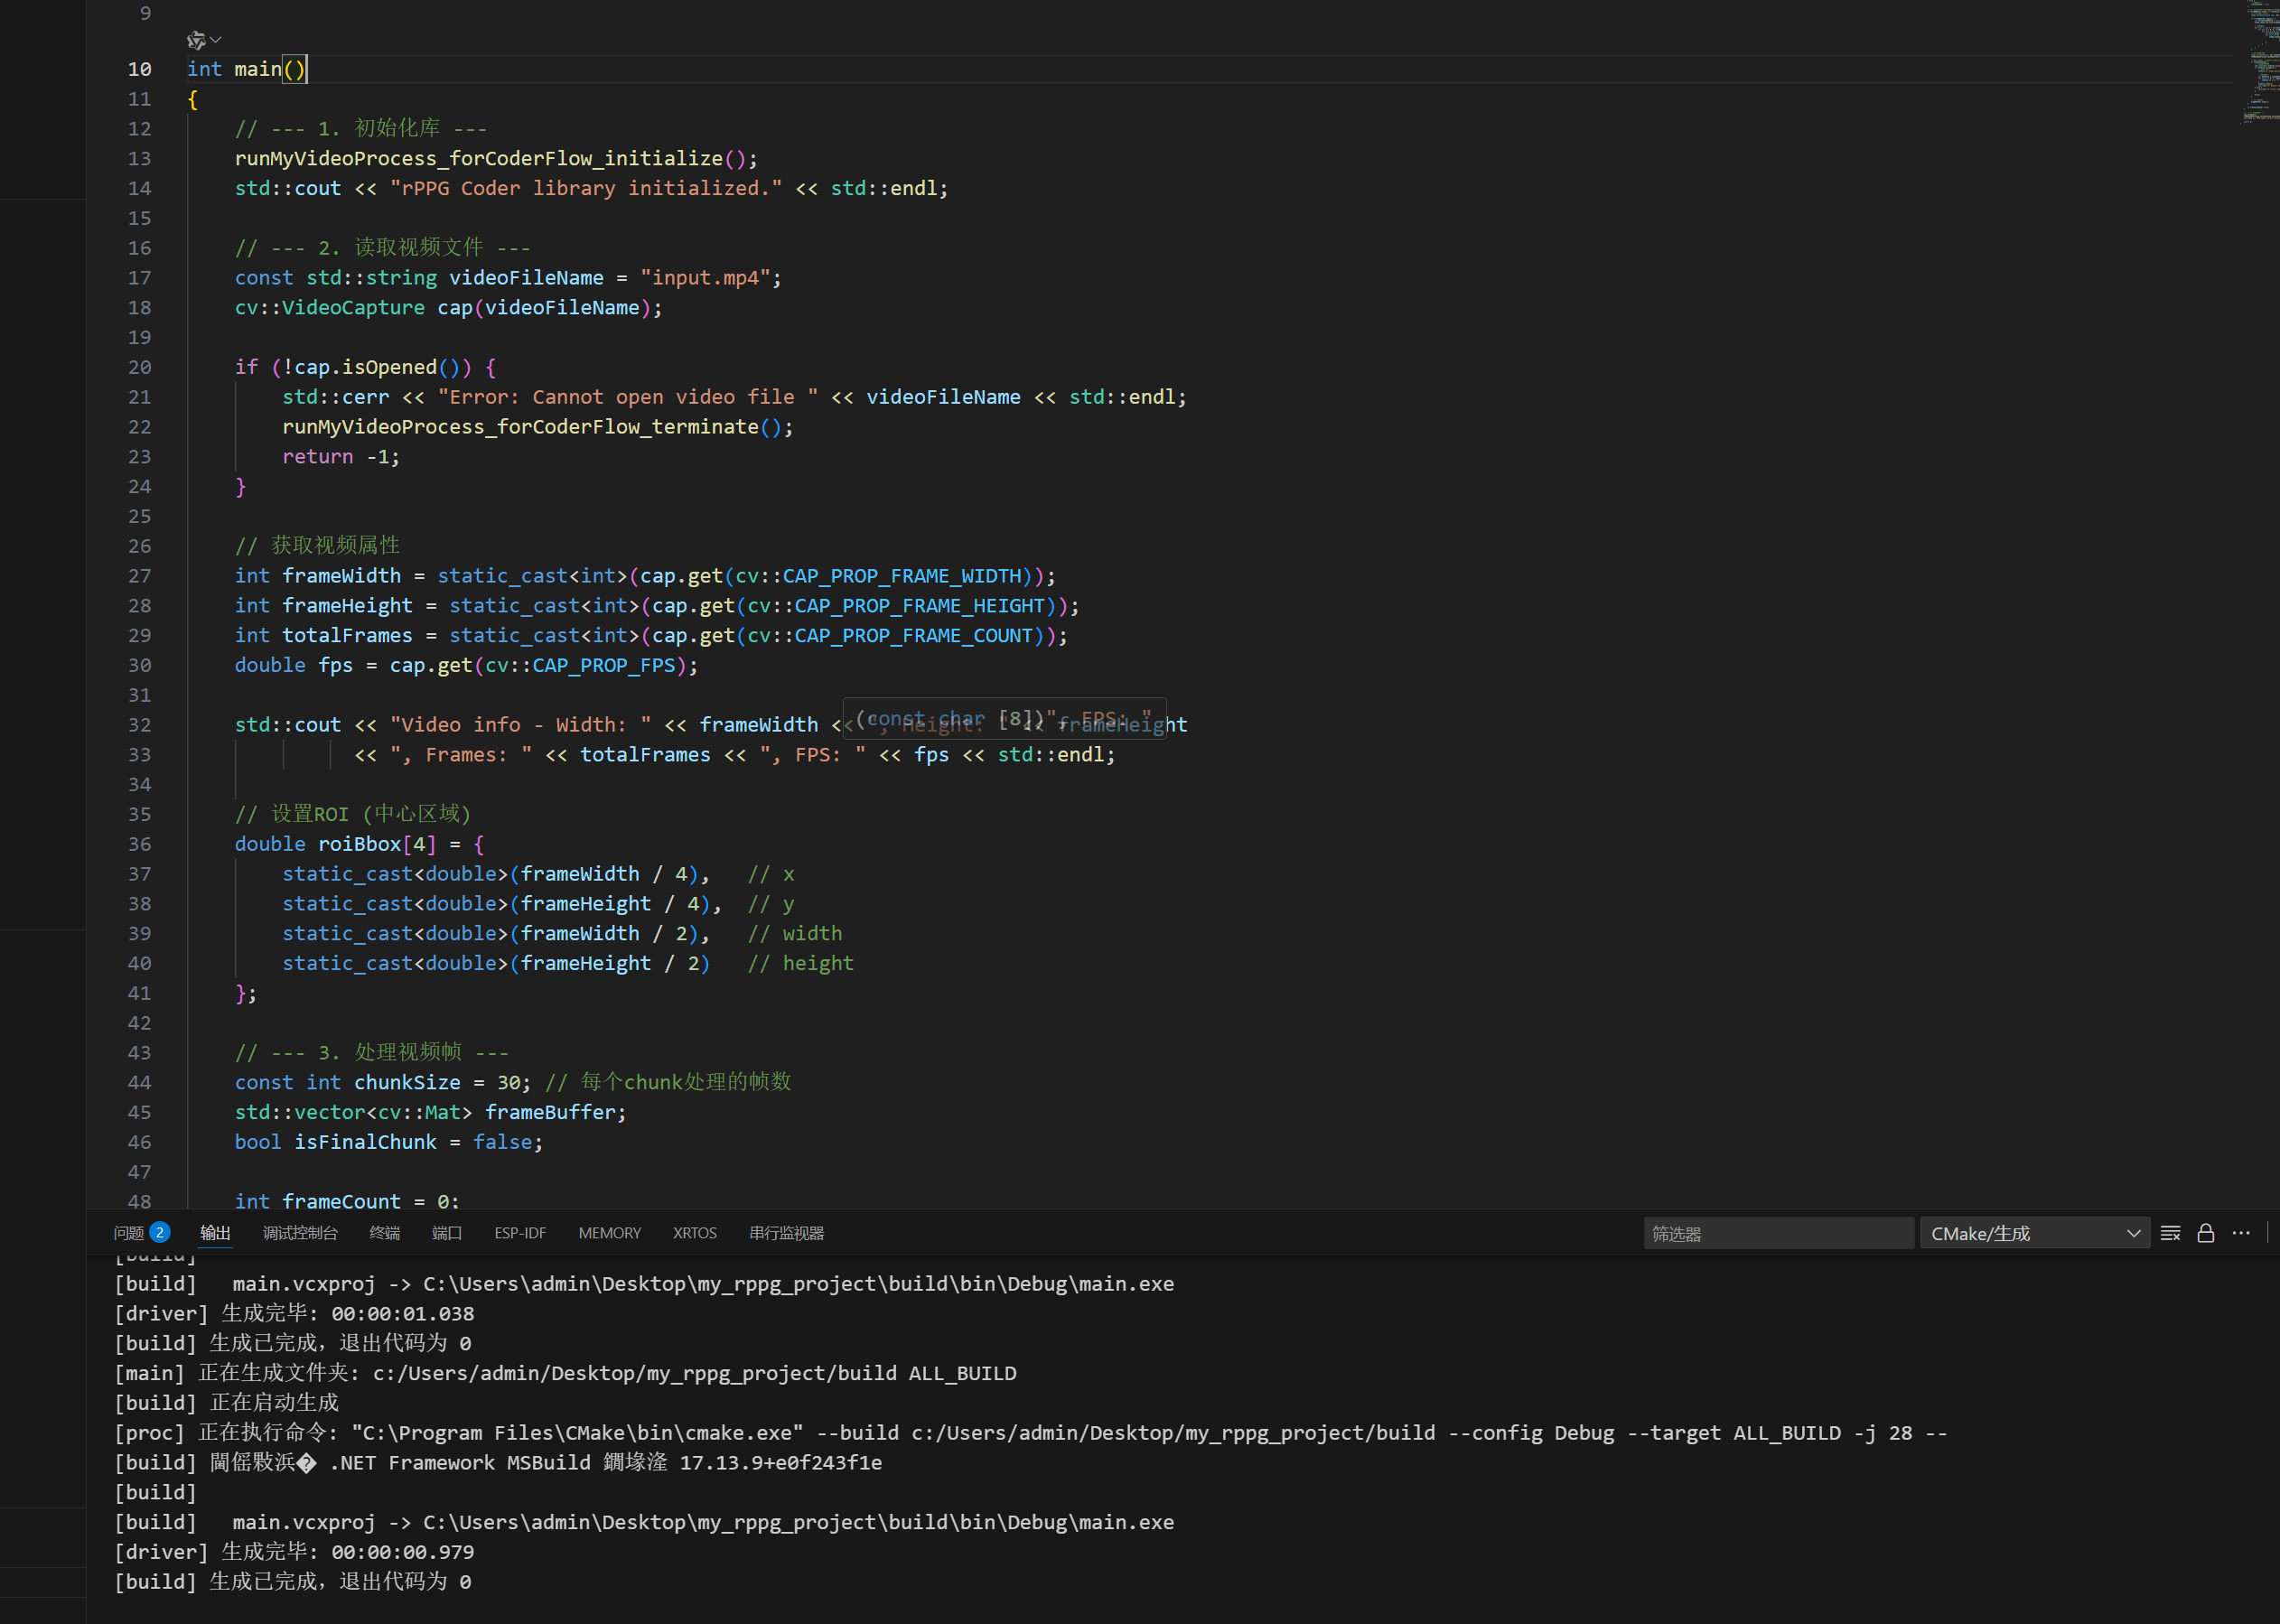 9
10 int main()
11 {
12 // --- 1. 初始化库 ---
13 runMyVideoProcess_forCoderFlow_initialize();
14 std::cout << "rPPG Coder library initialized." << std::endl;
15
16 // --- 2. 读取视频文件 ---
17 const std::string videoFileName = "input.mp4";
18 cv::VideoCapture cap(videoFileName);
19
20 if (!cap.isOpened()) {
21 std::cerr << "Error: Cannot open video file " << videoFileName << std::endl;
22 runMyVideoProcess_forCoderFlow_terminate();
23 return -1;
24 }
25
26 // 获取视频属性
27 int frameWidth = static_cast<int>(cap.get(cv::CAP_PROP_FRAME_WIDTH));
28 int frameHeight = static_cast<int>(cap.get(cv::CAP_PROP_FRAME_HEIGHT));
29 int totalFrames = static_cast<int>(cap.get(cv::CAP_PROP_FRAME_COUNT));
30 double fps = cap.get(cv::CAP_PROP_FPS);
31
(const char [8])", FPS: "
32 std::cout << "Video info - Width: " << frameWidth << ", Height: " << frameHeight
33 << ", Frames: " << totalFrames << ", FPS: " << fps << std::endl;
34
35 // 设置ROI (中心区域)
36 double roiBbox[4] = {
37 static_cast<double>(frameWidth / 4), // x
38 static_cast<double>(frameHeight / 4), // y
39 static_cast<double>(frameWidth / 2), // width
40 static_cast<double>(frameHeight / 2) // height
41 };
42
43 // --- 3. 处理视频帧 ---
44 const int chunkSize = 30; // 每个chunk处理的帧数
45 std::vector<cv::Mat> frameBuffer;
46 bool isFinalChunk = false;
47
48 int frameCount = 0;
问题 2 输出 调试控制台 终端 端口 ESP-IDF MEMORY XRTOS 串行监视器 筛选器 CMake/生成
[build]
[build] main.vcxproj -> C:\Users\admin\Desktop\my_rppg_project\build\bin\Debug\main.exe
[driver] 生成完毕: 00:00:01.038
[build] 生成已完成，退出代码为 0
[main] 正在生成文件夹: c:/Users/admin/Desktop/my_rppg_project/build ALL_BUILD
[build] 正在启动生成
[proc] 正在执行命令: "C:\Program Files\CMake\bin\cmake.exe" --build c:/Users/admin/Desktop/my_rppg_project/build --config Debug --target ALL_BUILD -j 28 --
[build] .NET Framework MSBuild 17.13.9+e0f243f1e
[build]
[build] main.vcxproj -> C:\Users\admin\Desktop\my_rppg_project\build\bin\Debug\main.exe
[driver] 生成完毕: 00:00:00.979
[build] 生成已完成，退出代码为 0